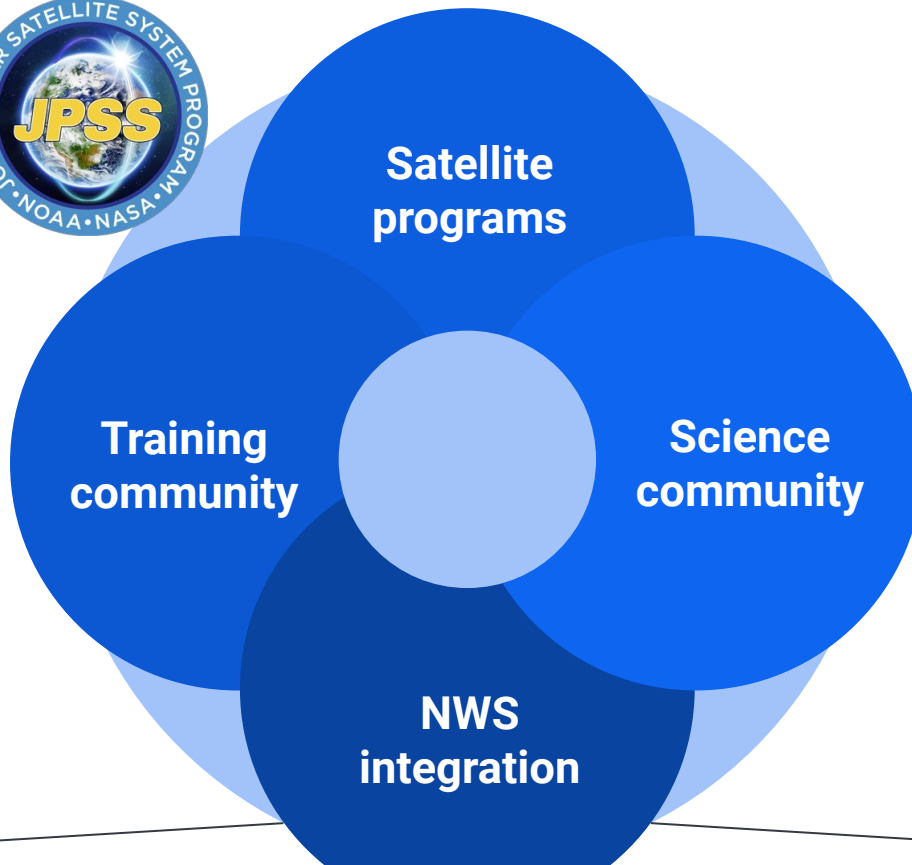 SATELLITE SYSTEM PROGRAM
JPSS
NOAA•NASA
Satellite
programs
Training
community
Science
community
NWS
integration